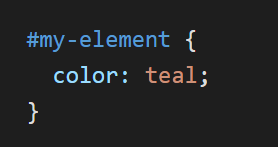 #my-element {
  color: teal;
}